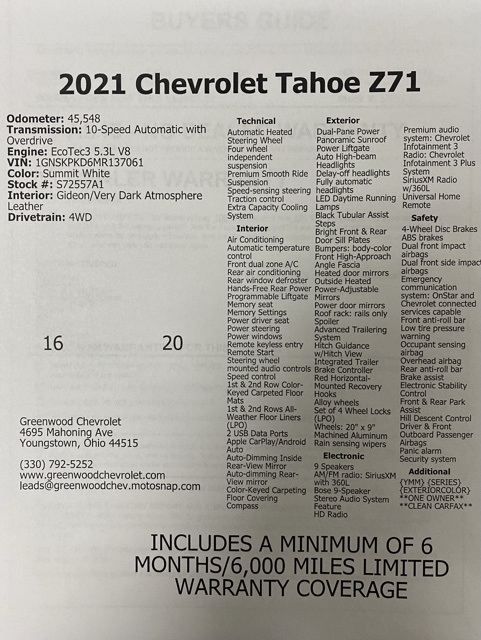 BUYERS GUIDE
2021 Chevrolet Tahoe Z71
Odometer: 45,548
Transmission: 10-Speed Automatic with
Overdrive
Engine: EcoTec3 5.3L V8
VIN: 1GNSKPKD6MR137061
Color: Summit White
Stock #: S72557A1
Interior: Gideon/Very Dark Atmosphere
Leather
Drivetrain: 4WD
16 20
Greenwood Chevrolet
4695 Mahoning Ave
Youngstown, Ohio 44515
(330) 792-5252
www.greenwoodchev.com
leads@greenwoodchev.motosnap.com
Technical
Automatic Heated
Steering Wheel
Four wheel
independent
suspension
Premium Smooth Ride
Suspension
Speed-sensing steering
Traction control
Extra Capacity Cooling
System
Interior
Air Conditioning
Automatic temperature
control
Front dual zone A/C
Rear air conditioning
Rear window defroster
Hands-Free Rear Power
Programmable Liftgate
Memory seat
Memory Settings
Power driver seat
Power steering
Power windows
Remote keyless entry
Remote Start
Steering wheel
mounted audio controls
Speed control
1st & 2nd Row Color-
Keyed Carpeted Floor
Mats
1st & 2nd Rows All-
Weather Floor Liners
(LPO)
2 USB Data Ports
Apple CarPlay/Android
Auto
Auto-Dimming Inside
Rear-View Mirror
Auto-dimming Rear-
View mirror
Color-Keyed Carpeting
Floor Covering
Compass
Exterior
Dual-Pane Power
Panoramic Sunroof
Power Liftgate
Auto High-beam
Headlights
Delay-off headlights
Fully automatic
headlights
LED Daytime Running
Lamps
Black Tubular Assist
Steps
Bright Front & Rear
Door Sill Plates
Bumpers: body-color
Front High-Approach
Angle Fascia
Heated door mirrors
Outside Heated
Power-Adjustable
Mirrors
Power door mirrors
Roof rack: rails only
Spoiler
Advanced Trailering
System
Hitch Guidance
w/Hitch View
Integrated Trailer
Brake Controller
Red Horizontal-
Mounted Recovery
Hooks
Alloy wheels
Set of 4 Wheel Locks
(LPO)
Wheels: 20" x 9"
Machined Aluminum
Rain sensing wipers
Electronic
9 Speakers
AM/FM radio: SiriusXM
with 360L
Bose 9-Speaker
Stereo Audio System
Feature
HD Radio
Premium audio
system: Chevrolet
Infotainment 3
Radio: Chevrolet
Infotainment 3 Plus
System
SiriusXM Radio
w/360L
Universal Home
Remote
Safety
4-Wheel Disc Brakes
ABS brakes
Dual front impact
airbags
Dual front side impact
airbags
Emergency
communication
system: OnStar and
Chevrolet connected
services capable
Front anti-roll bar
Low tire pressure
warning
Occupant sensing
airbag
Overhead airbag
Rear anti-roll bar
Brake assist
Electronic Stability
Control
Front & Rear Park
Assist
Hill Descent Control
Driver & Front
Outboard Passenger
Airbags
Panic alarm
Security system
Additional
{YMM} {SERIES}
{EXTERIORCOLOR}
**ONE OWNER**
**CLEAN CARFAX**
INCLUDES A MINIMUM OF 6
MONTHS/6,000 MILES LIMITED
WARRANTY COVERAGE